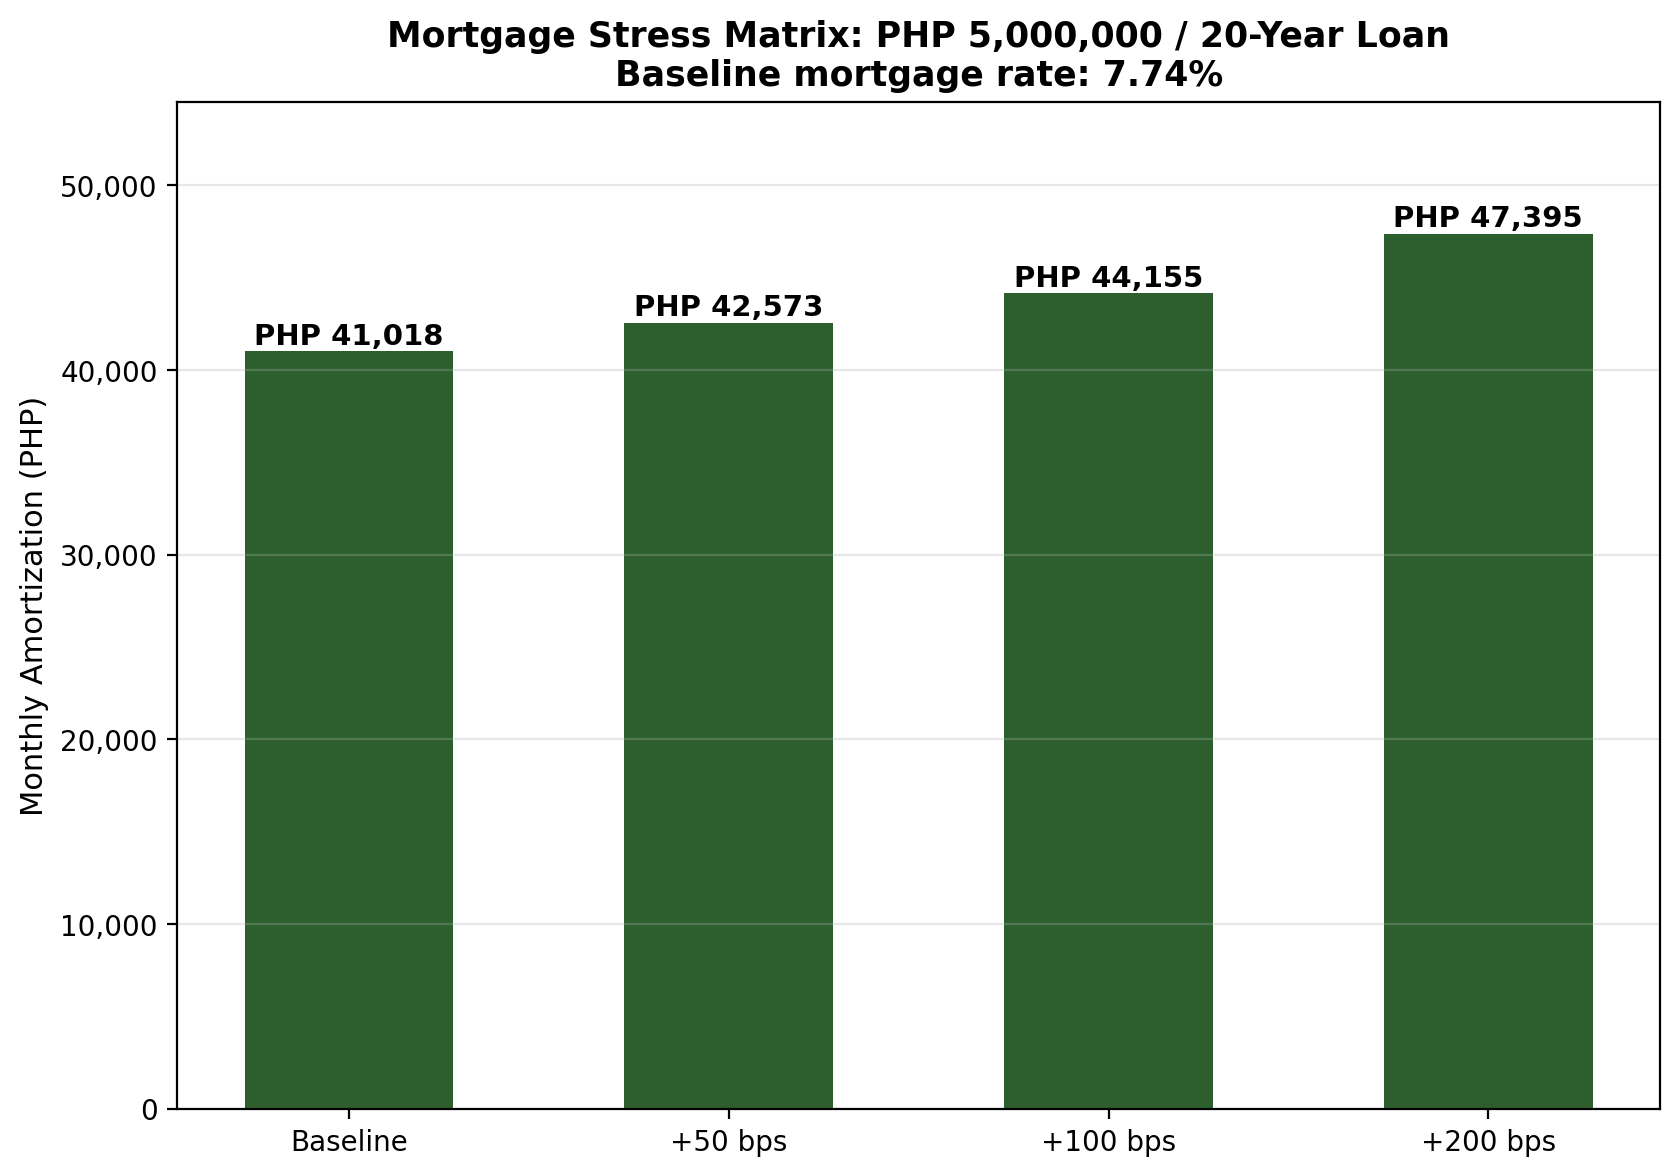 Mortgage Stress Matrix: PHP 5,000,000 / 20-Year Loan
Baseline mortgage rate: 7.74%
Monthly Amortization (PHP)
50,000
40,000
30,000
20,000
10,000
0
PHP 41,018
PHP 42,573
PHP 44,155
PHP 47,395
Baseline
+50 bps
+100 bps
+200 bps